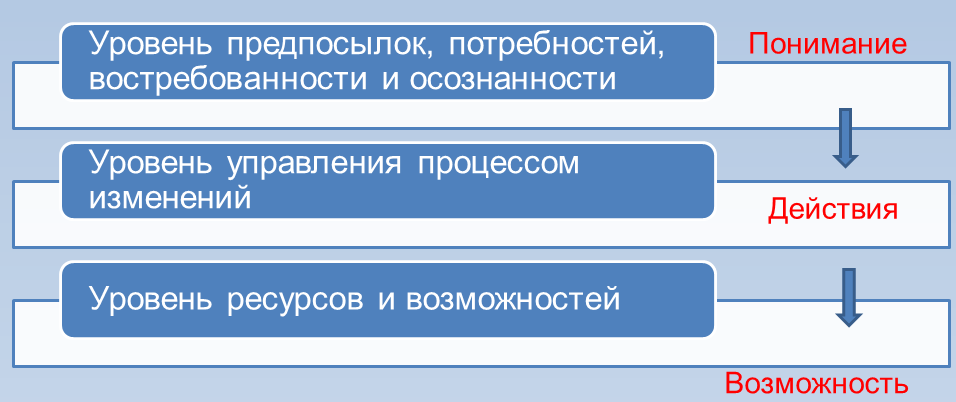 Уровень предпосылок, потребностей,
востребованности и осознанности
Понимание
Уровень управления процессом
изменений
Действия
Уровень ресурсов и возможностей
Возможность